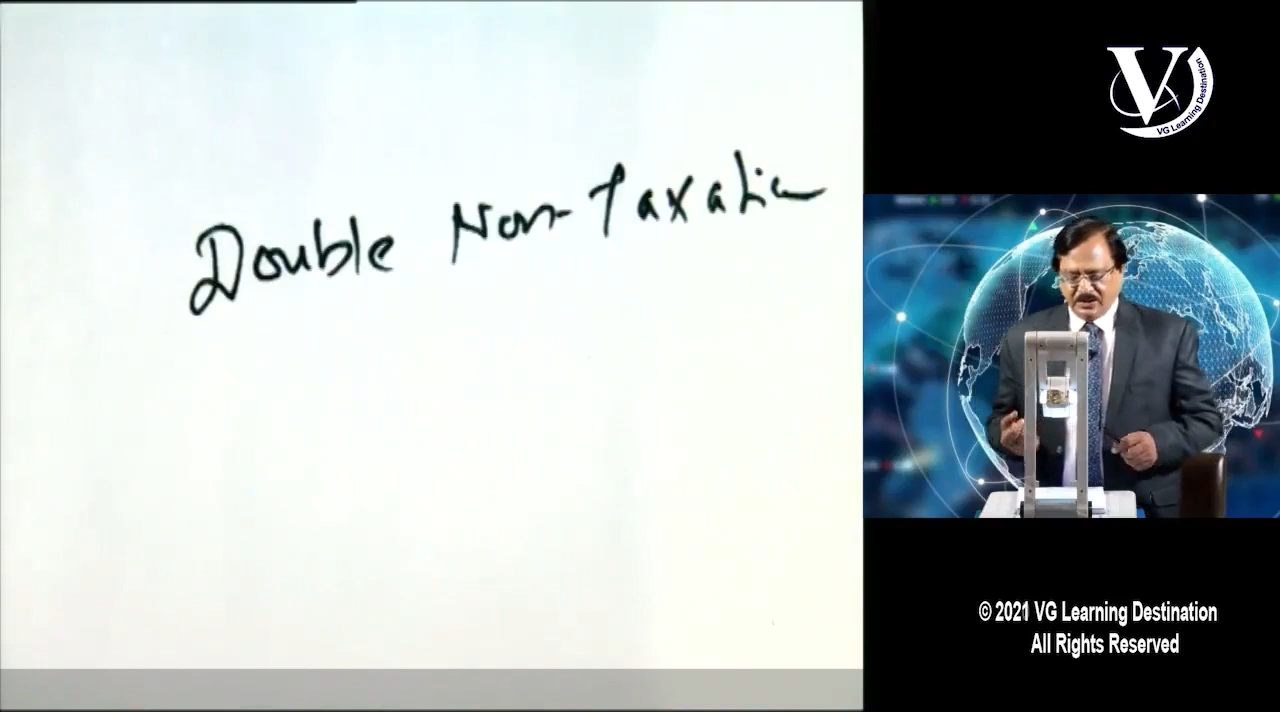 Double Non-Taxation
V
VG Learning Destination
© 2021 VG Learning Destination
All Rights Reserved